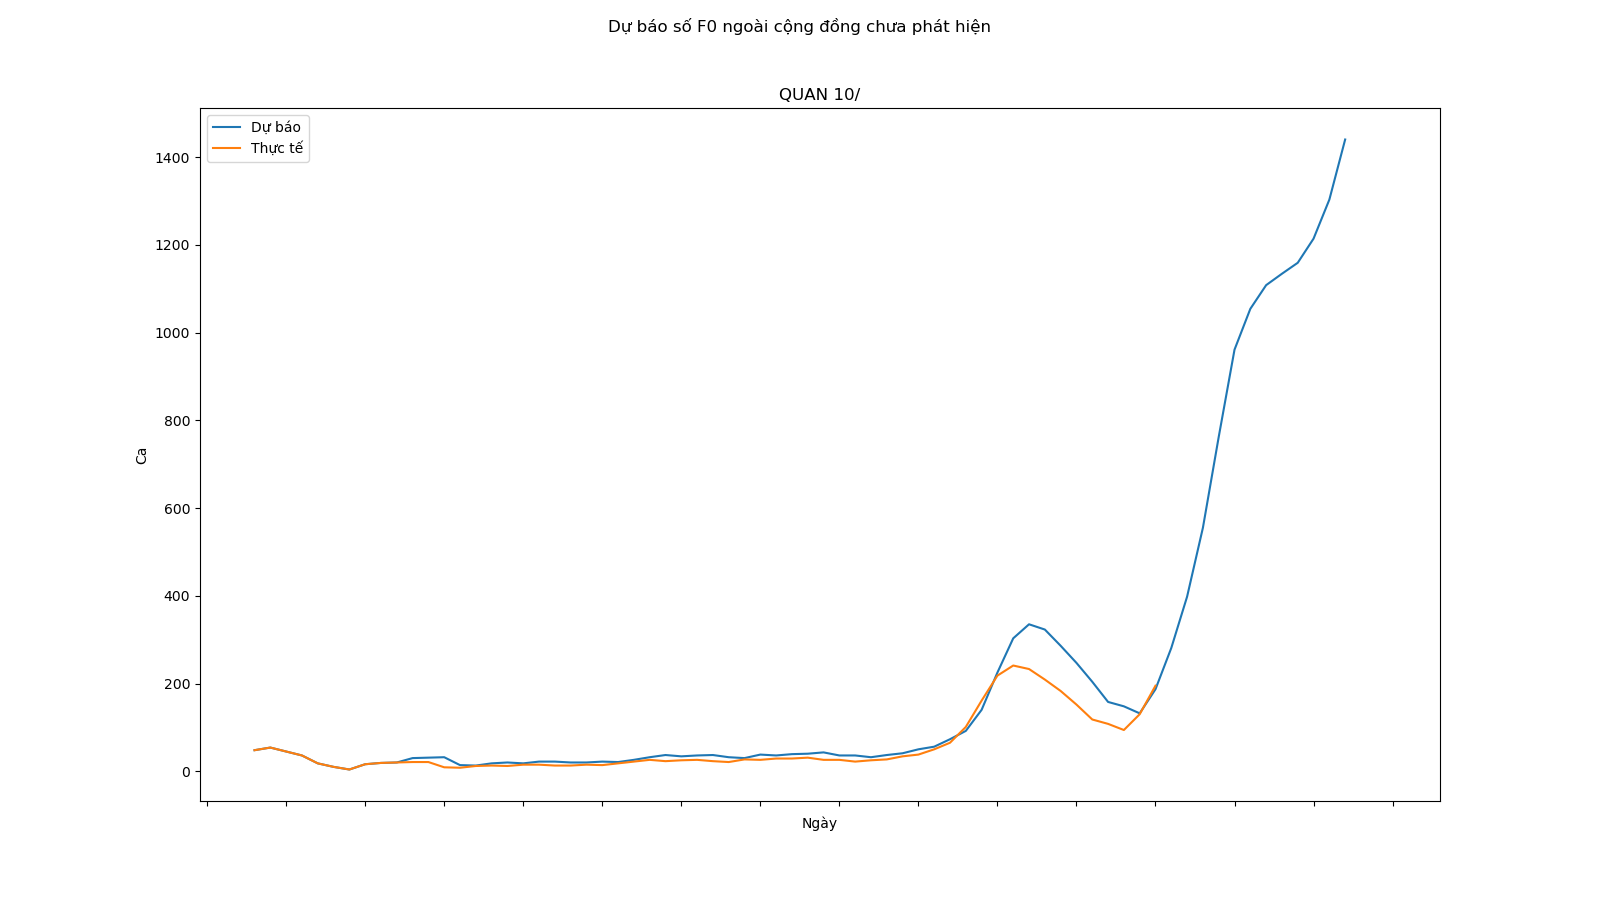 Dự báo số F0 ngoài cộng đồng chưa phát hiện
QUAN 10/
Dự báo
Thực tế
1400
1200
1000
800
600
400
200
0
Ca
Ngày